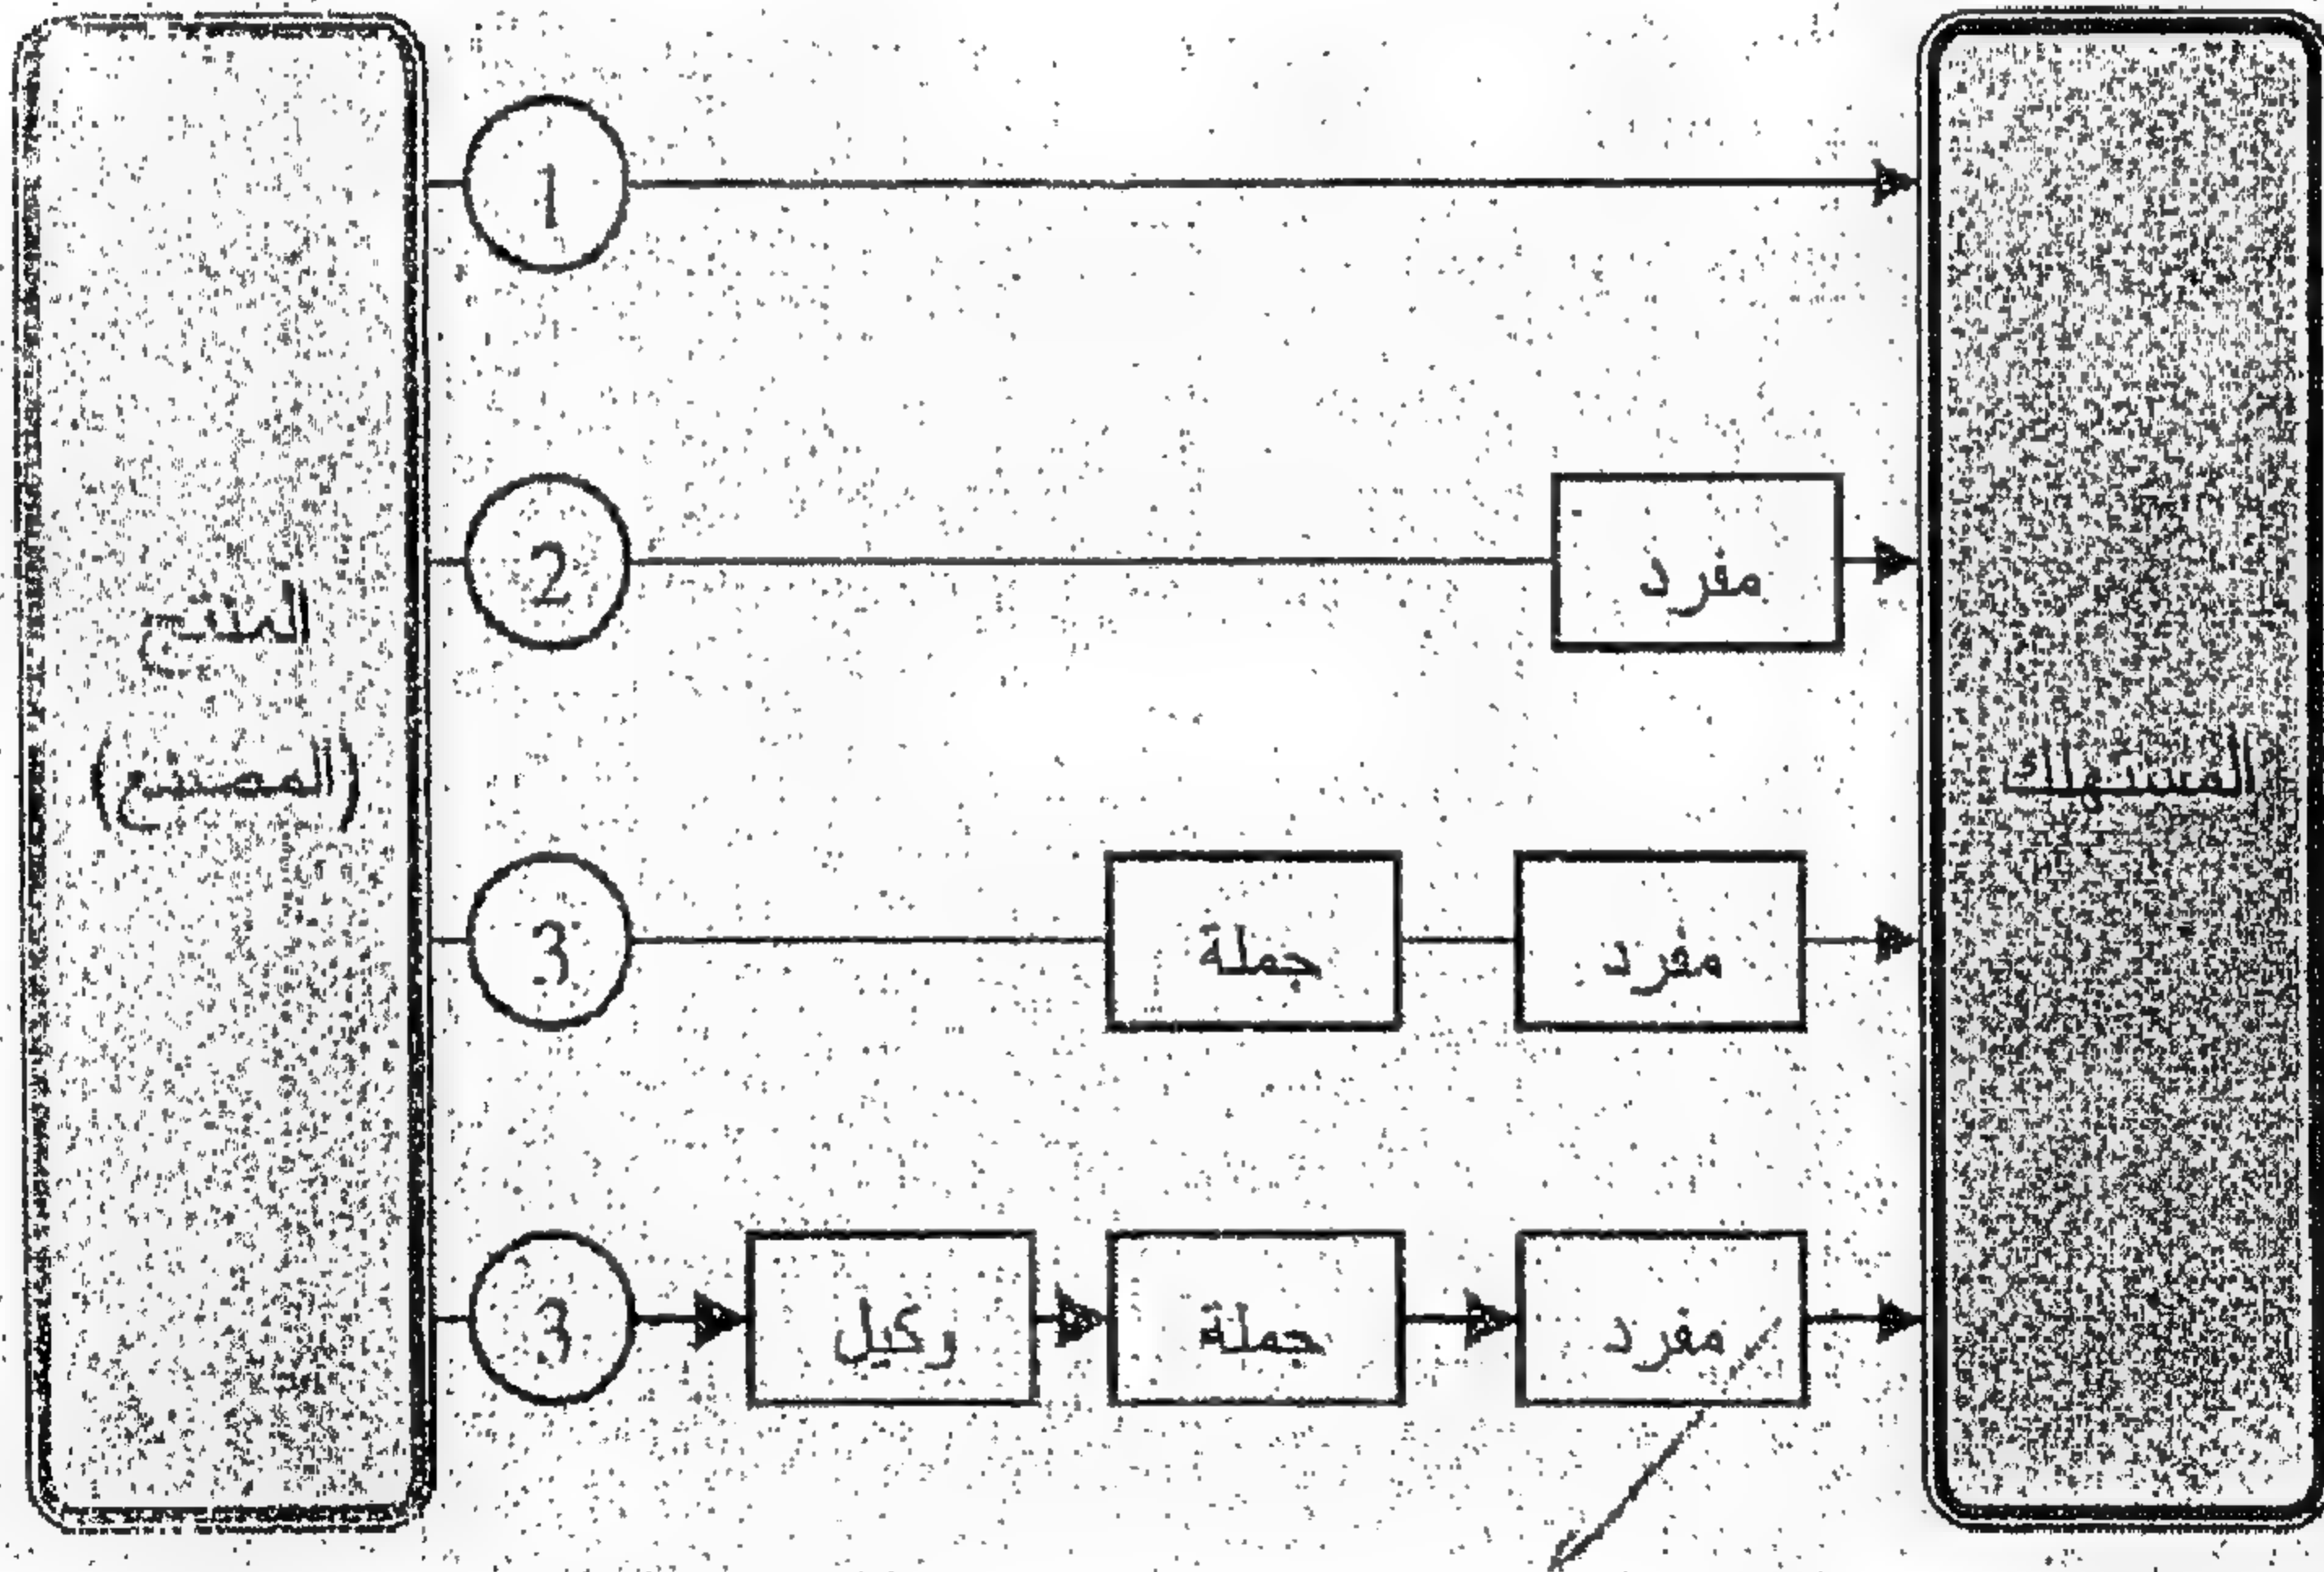 1
2
مفرد
المنتج
(المصنع)
المستهلك
3
جملة
مفرد
3
وكيل
جملة
مفرد